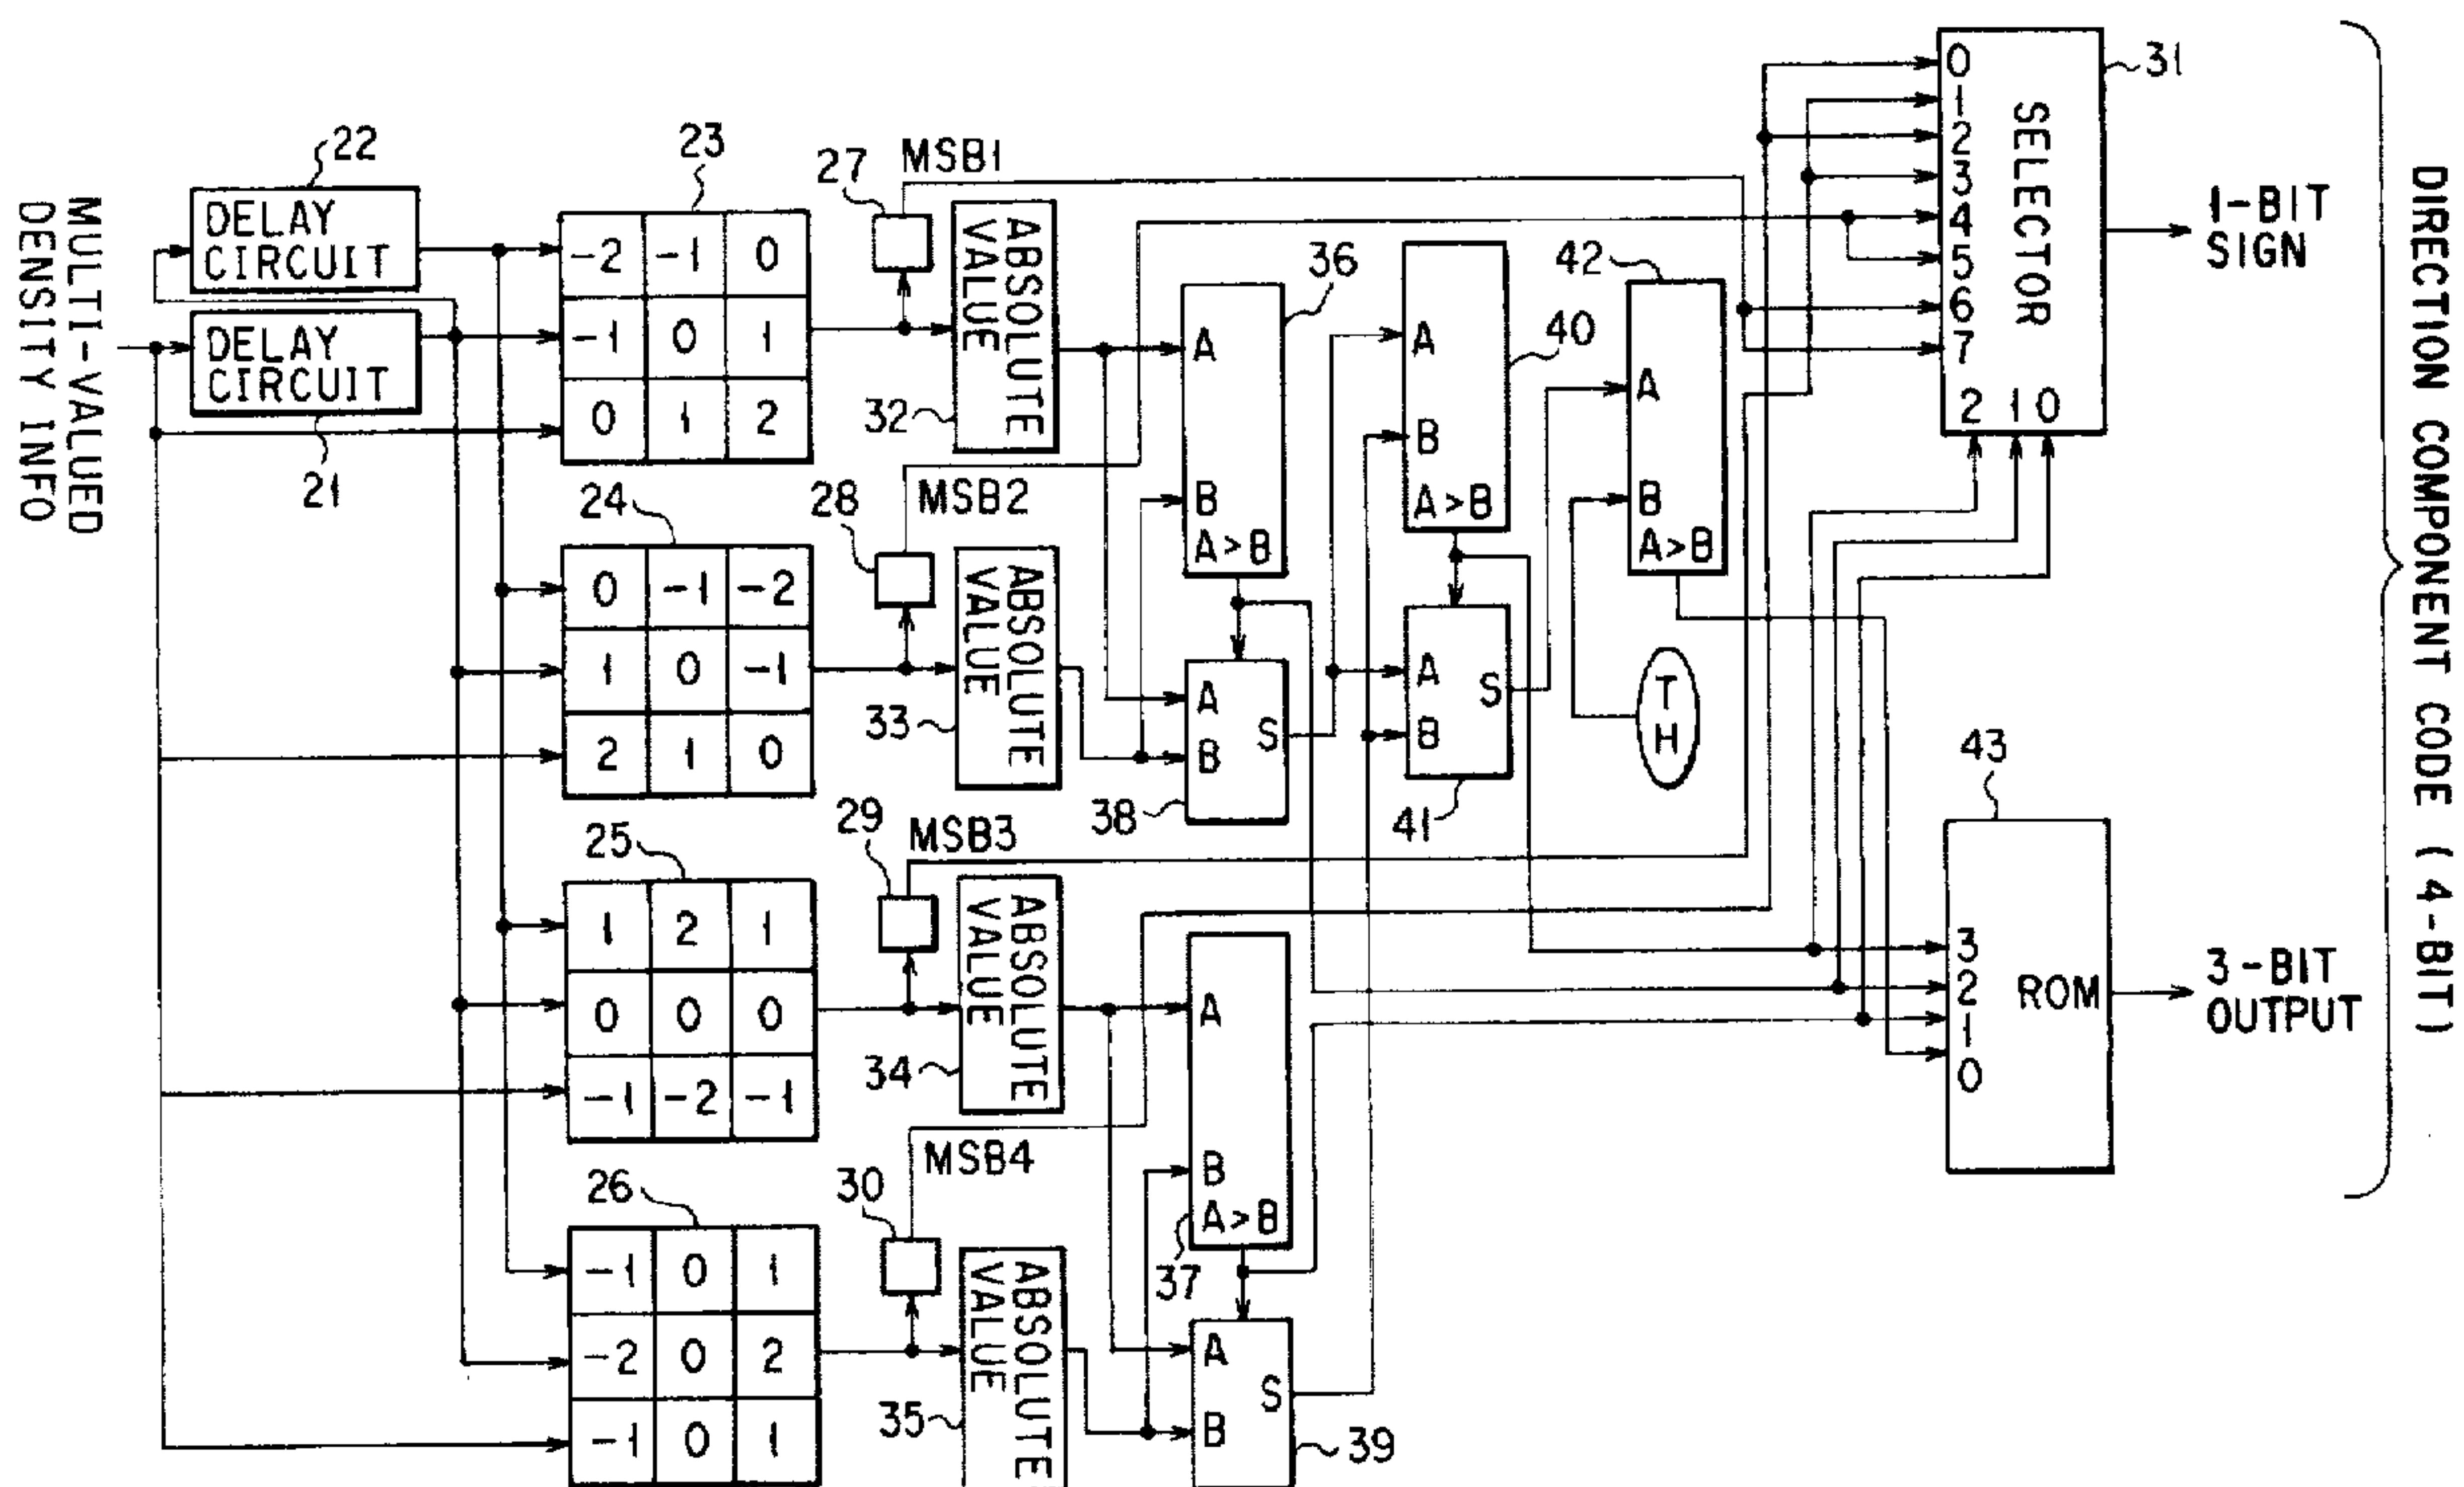 MULTI-VALUED
DENSITY INFO
22
DELAY
CIRCUIT
DELAY
CIRCUIT
21
23
-2 -1 0
-1 0 1
0 1 2
24
0 -1 -2
1 0 -1
2 1 0
25
1 2 1
0 0 0
-1 -2 -1
26
-1 0 1
-2 0 2
-1 0 1
27
MSB1
28
MSB2
29
MSB3
30
MSB4
ABSOLUTE
VALUE
32
ABSOLUTE
VALUE
33
ABSOLUTE
VALUE
34
ABSOLUTE
VALUE
35
36
A
B
A>B
A
B
S
38
A
B
A>B
37
A
B
S
39
40
A
B
A>B
A
B
S
41
42
A
B
A>B
T
H
31
0
1
2
3
4
5
6
7
SELECTOR
2 1 0
1-BIT
SIGN
43
3
2
1
0
ROM
3-BIT
OUTPUT
DIRECTION COMPONENT CODE (4-BIT)